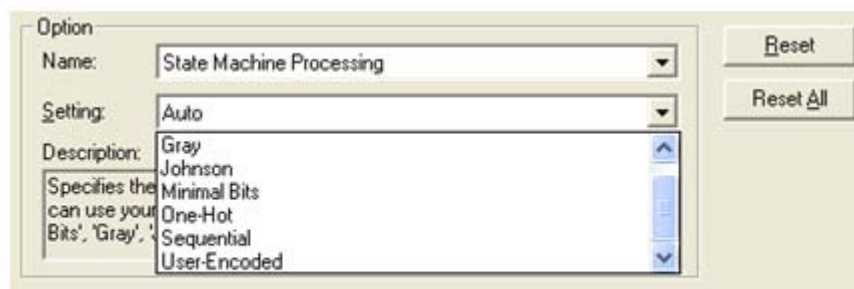 Option
Name: State Machine Processing
Reset
Setting: Auto
Reset All
Description:
Gray
Johnson
Minimal Bits
One-Hot
Sequential
User-Encoded
Specifies the
can use your
Bits', 'Gray',